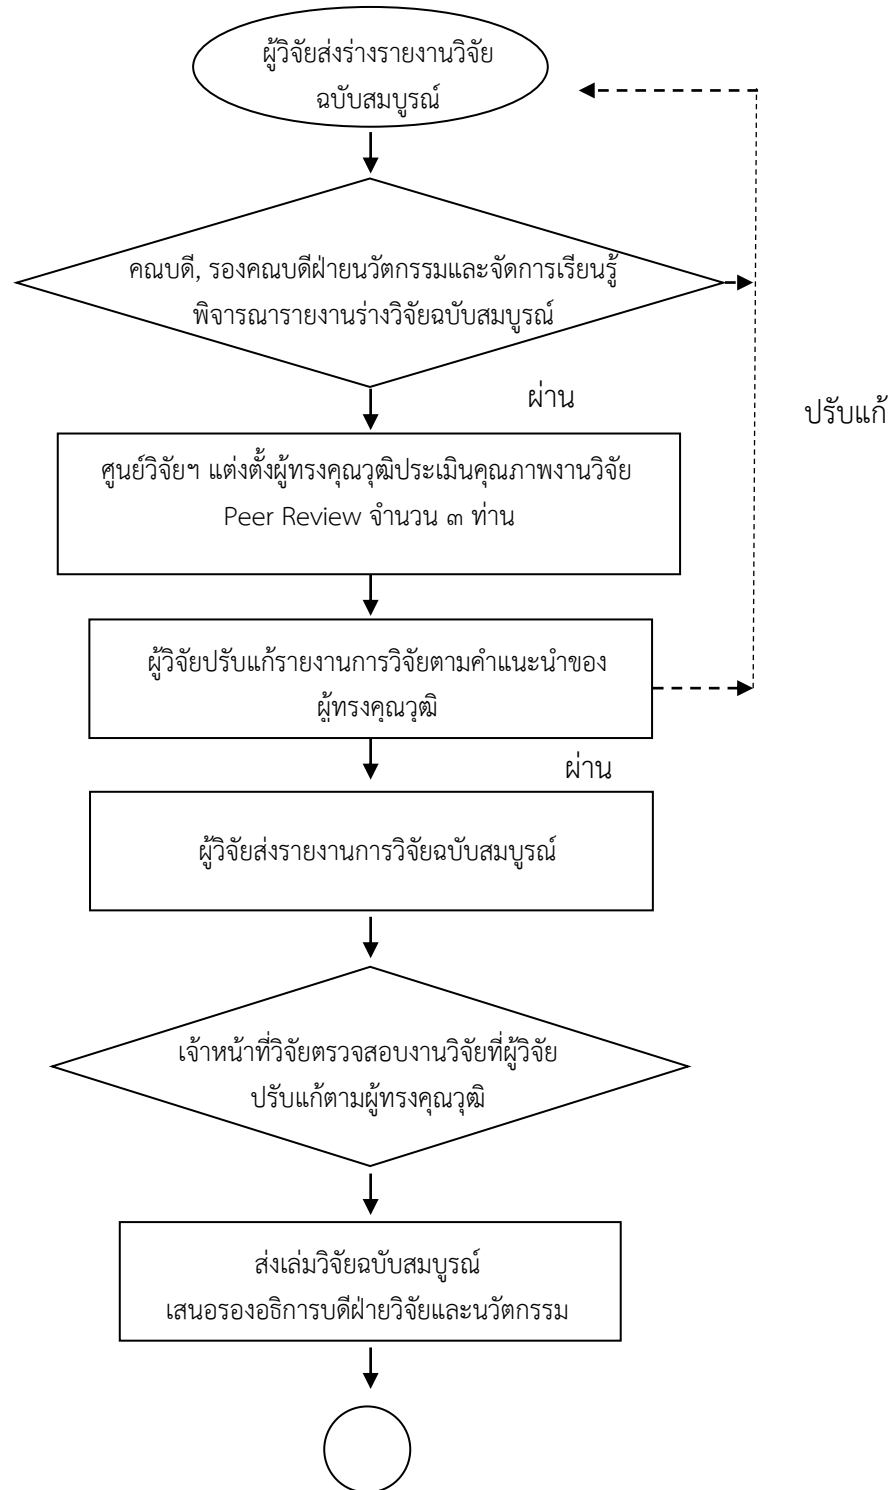 ผู้วิจัยส่งร่างรายงานวิจัย
ฉบับสมบูรณ์
คณบดี, รองคณบดีฝ่ายนวัตกรรมและจัดการเรียนรู้
พิจารณารายงานร่างวิจัยฉบับสมบูรณ์
ผ่าน
ปรับแก้
ศูนย์วิจัยฯ แต่งตั้งผู้ทรงคุณวุฒิประเมินคุณภาพงานวิจัย
Peer Review จำนวน ๓ ท่าน
ผู้วิจัยปรับแก้รายงานการวิจัยตามคำแนะนำของ
ผู้ทรงคุณวุฒิ
ผ่าน
ผู้วิจัยส่งรายงานการวิจัยฉบับสมบูรณ์
เจ้าหน้าที่วิจัยตรวจสอบงานวิจัยที่ผู้วิจัย
ปรับแก้ตามผู้ทรงคุณวุฒิ
ส่งเล่มวิจัยฉบับสมบูรณ์
เสนอรองอธิการบดีฝ่ายวิจัยและนวัตกรรม